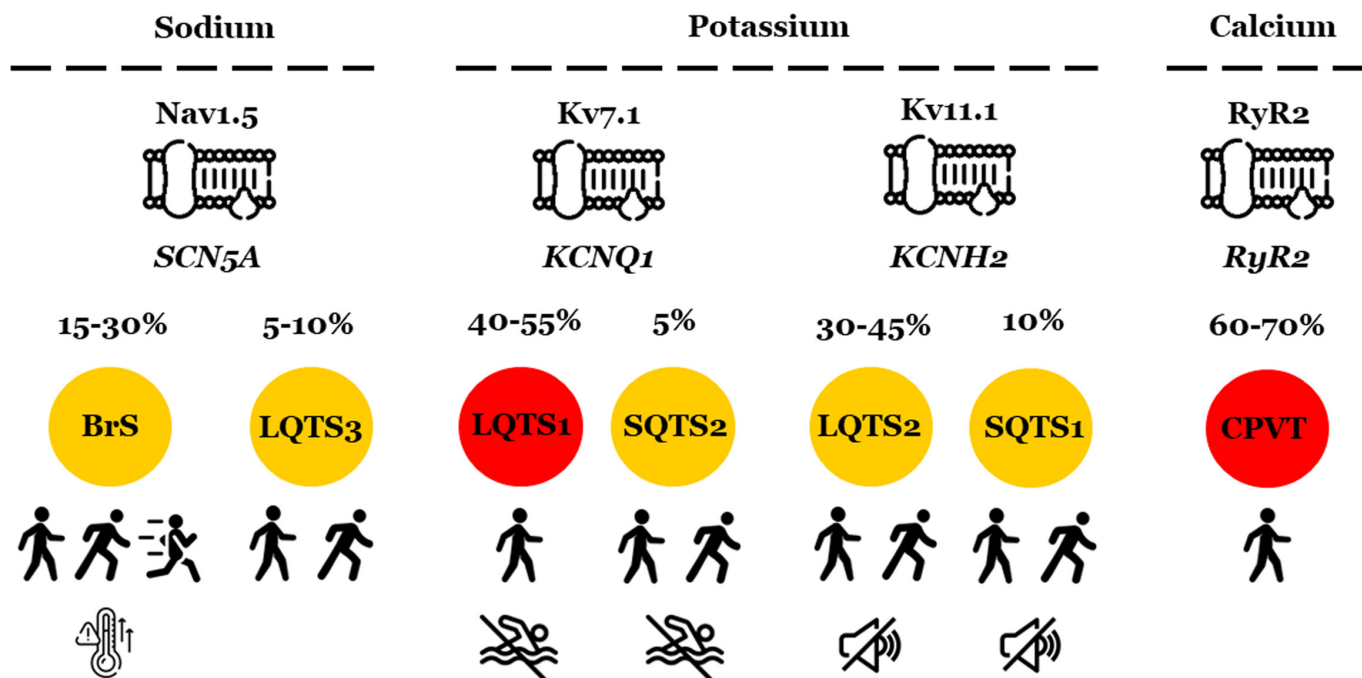 Sodium Potassium Calcium
Nav1.5 Kv7.1 Kv11.1 RyR2
SCN5A KCNQ1 KCNH2 RyR2
15-30% 5-10% 40-55% 5% 30-45% 10% 60-70%
BrS LQTS3 LQTS1 SQTS2 LQTS2 SQTS1 CPVT